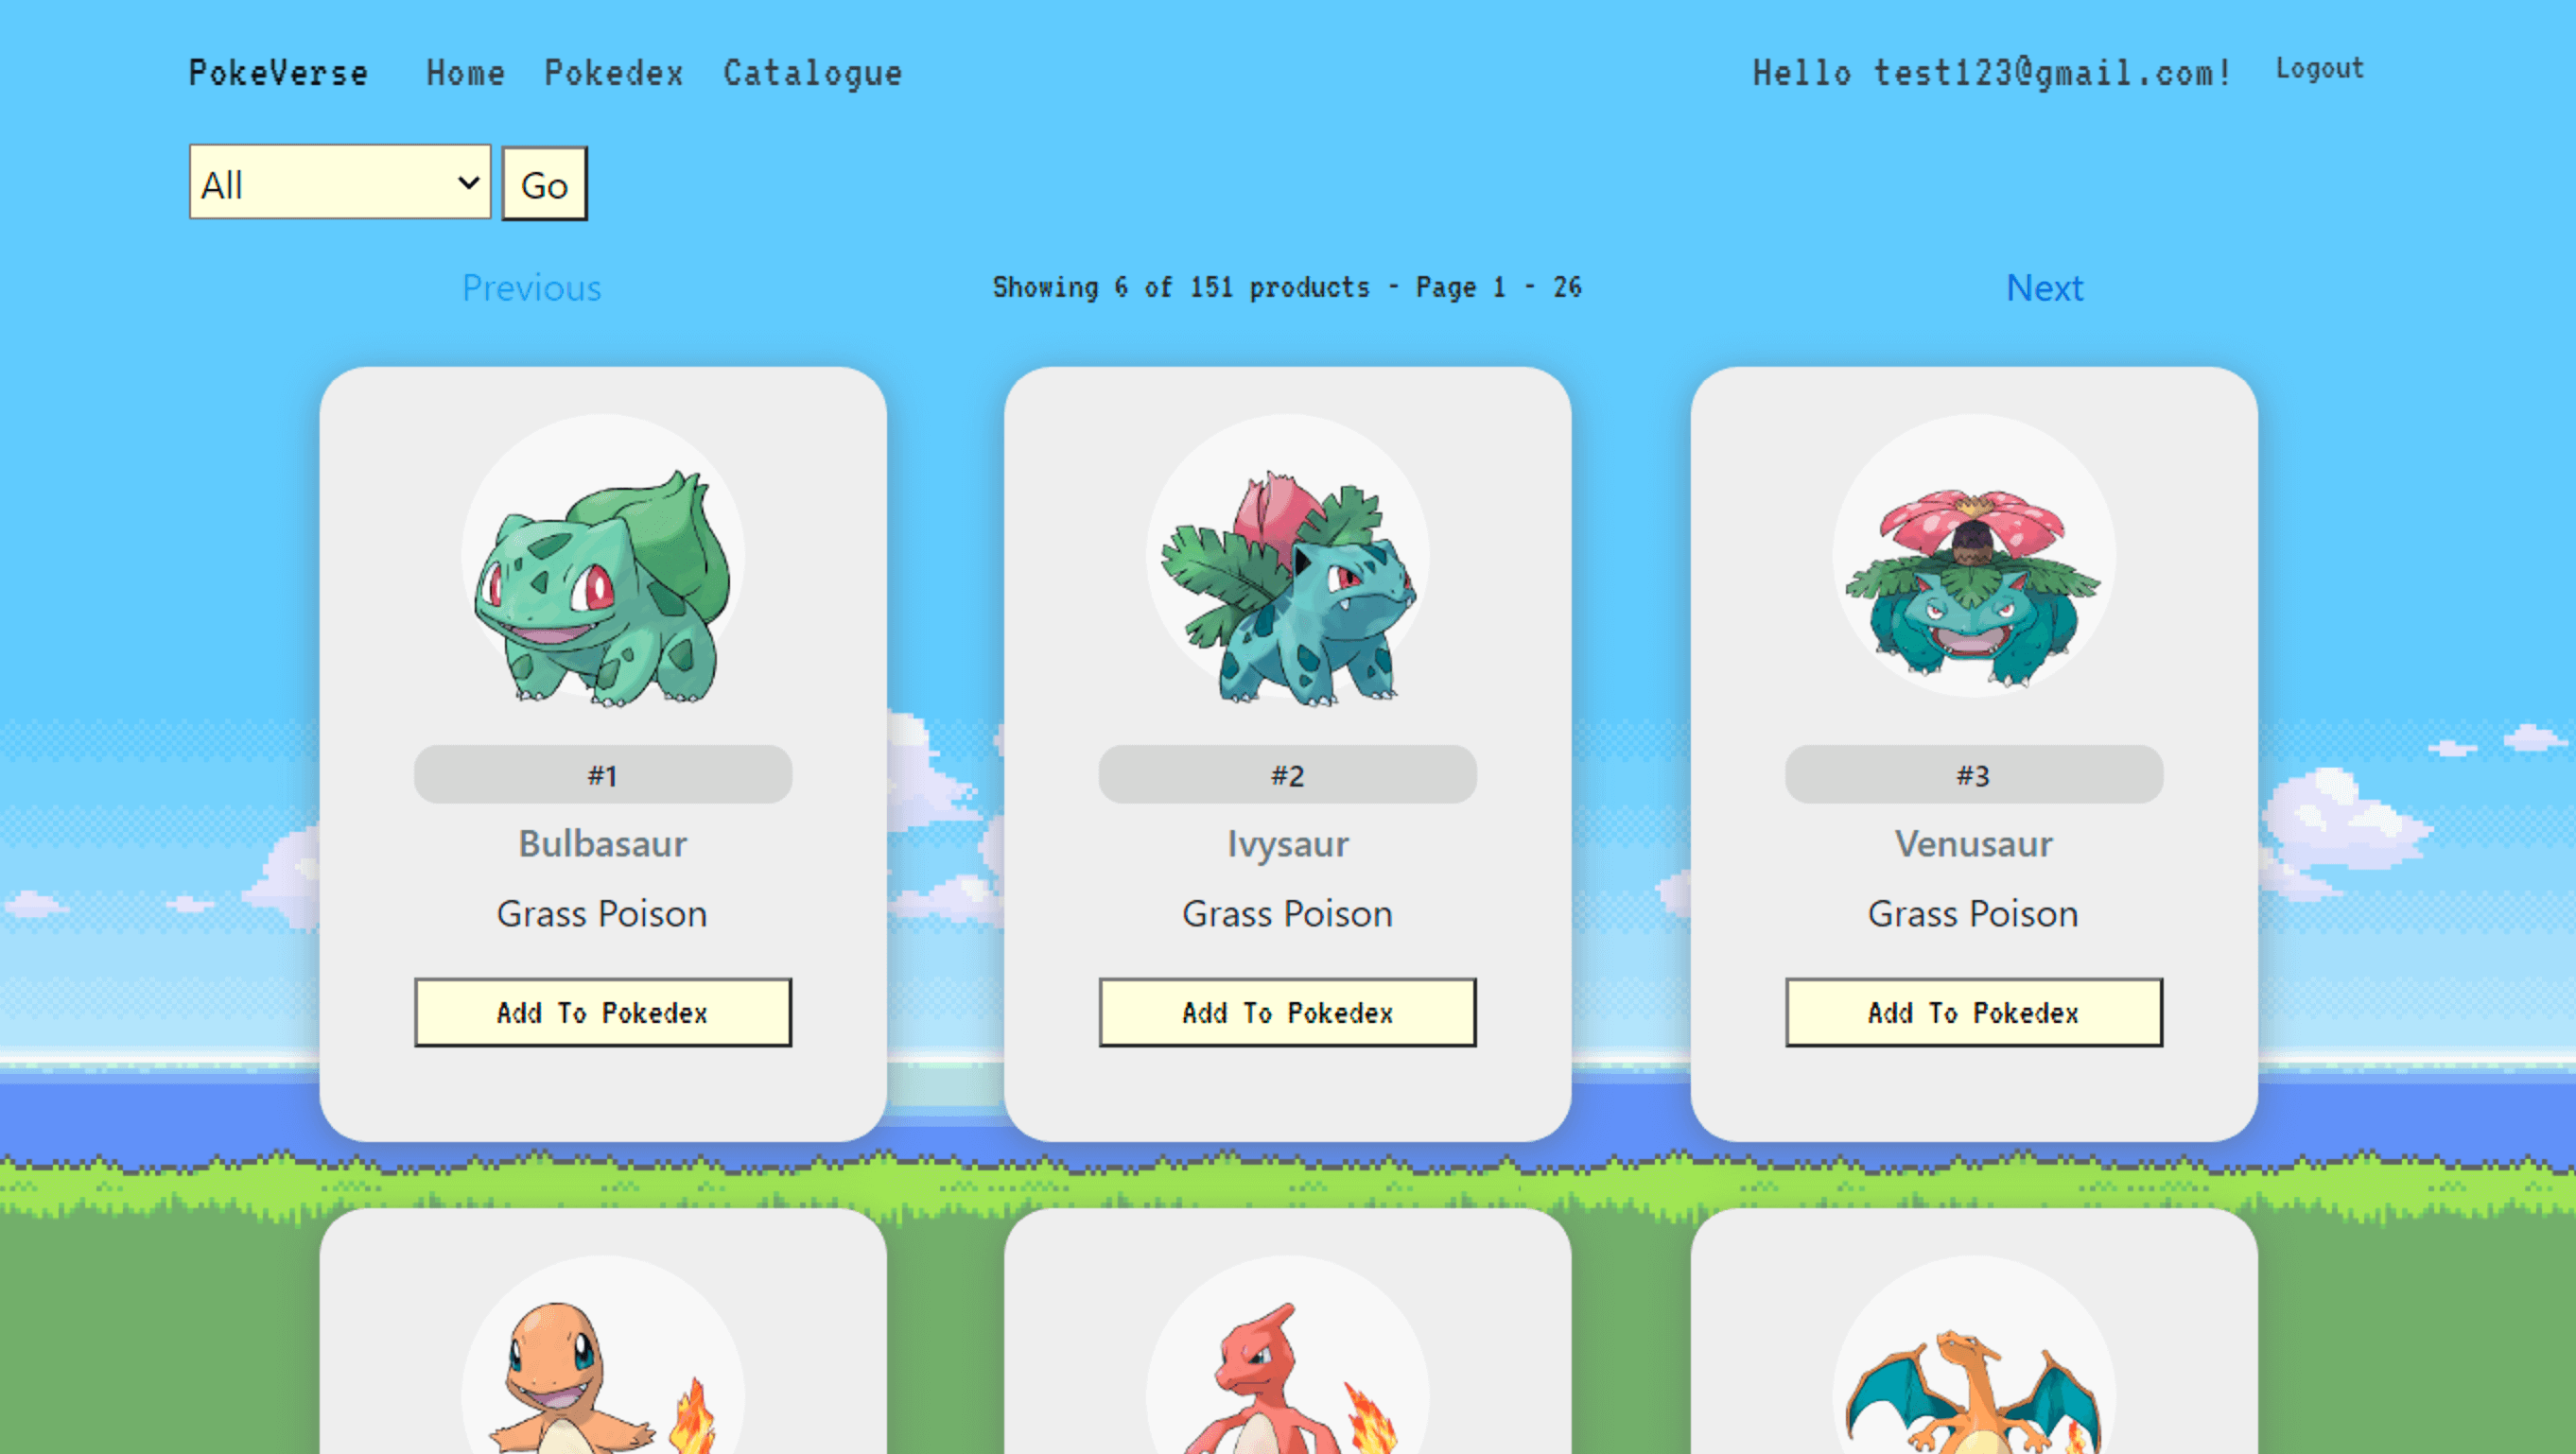 PokeVerse Home Pokedex Catalogue Hello test123@gmail.com! Logout
All Go
Previous Showing 6 of 151 products - Page 1 - 26 Next
#1
Bulbasaur
Grass Poison
Add To Pokedex
#2
Ivysaur
Grass Poison
Add To Pokedex
#3
Venusaur
Grass Poison
Add To Pokedex